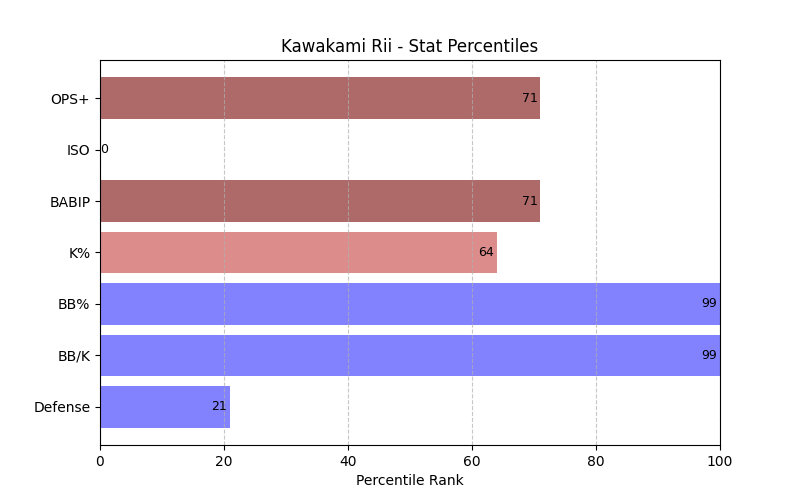 Kawakami Rii - Stat Percentiles
OPS+ 71
ISO 0
BABIP 71
K% 64
BB% 99
BB/K 99
Defense 21
0 20 40 60 80 100
Percentile Rank